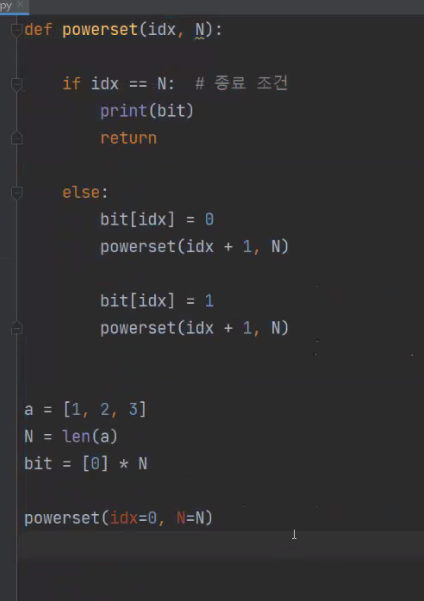 py
def powerset(idx, N):
if idx == N:  # 종료 조건
print(bit)
return
else:
bit[idx] = 0
powerset(idx + 1, N)
bit[idx] = 1
powerset(idx + 1, N)
a = [1, 2, 3]
N = len(a)
bit = [0] * N
powerset(idx=0, N=N)